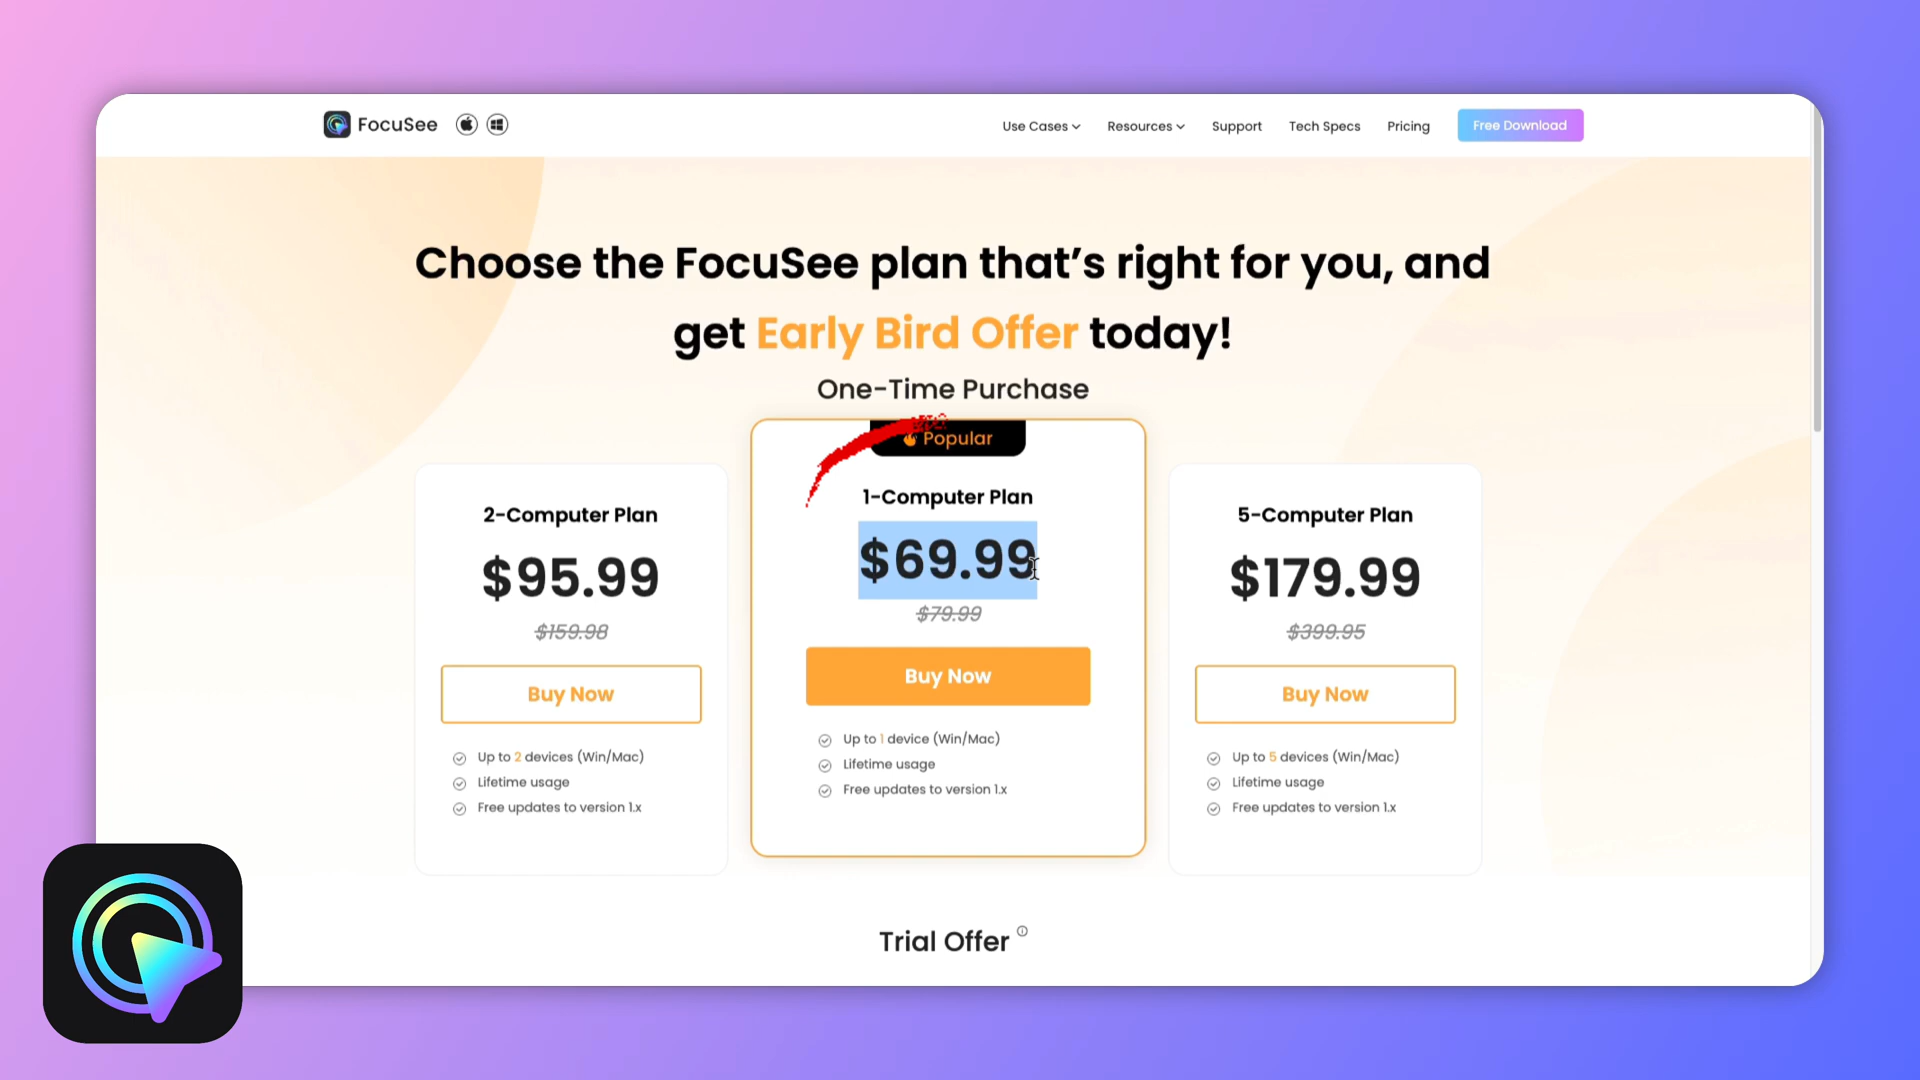 FocuSee
Use Cases
Resources
Support
Tech Specs
Pricing
Free Download
Choose the FocuSee plan that's right for you, and
get Early Bird Offer today!
One-Time Purchase
Popular
2-Computer Plan
$95.99
$159.98
Buy Now
Up to 2 devices (Win/Mac)
Lifetime usage
Free updates to version 1.x
1-Computer Plan
$69.99
$79.99
Buy Now
Up to 1 device (Win/Mac)
Lifetime usage
Free updates to version 1.x
5-Computer Plan
$179.99
$399.95
Buy Now
Up to 5 devices (Win/Mac)
Lifetime usage
Free updates to version 1.x
Trial Offer